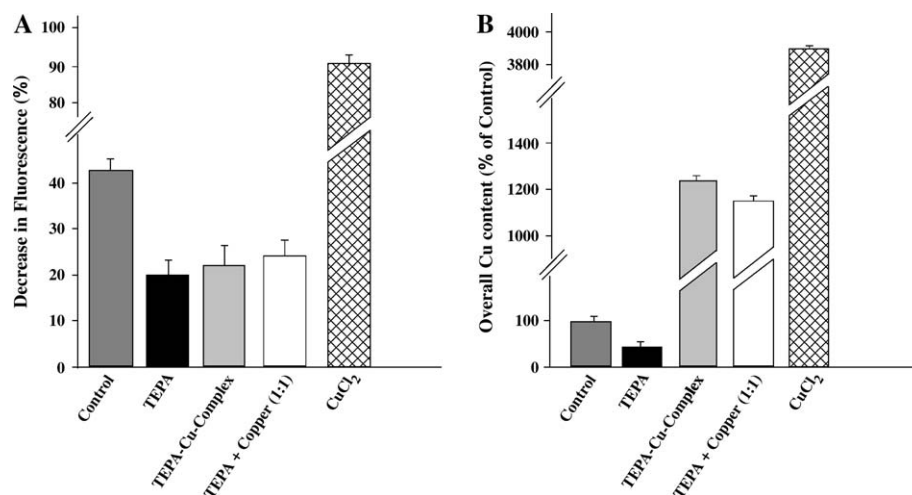 A
Decrease in Fluorescence (%)
100
90
80
40
30
20
10
0
Control
TEPA
TEPA-Cu-Complex
TEPA + Copper (1:1)
CuCl₂
B
Overall Cu content (% of Control)
4000
3800
1400
1200
1000
100
0
Control
TEPA
TEPA-Cu-Complex
TEPA + Copper (1:1)
CuCl₂